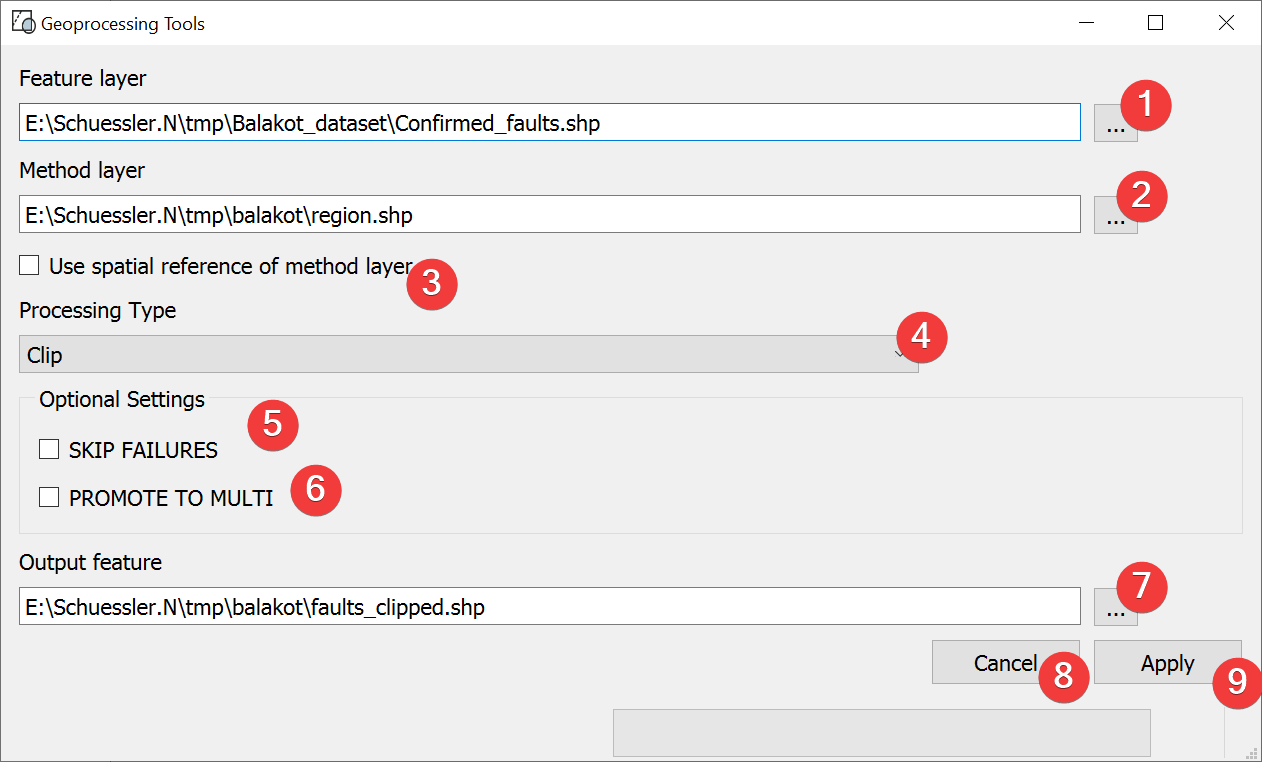 Geoprocessing Tools
Feature layer
E:\Schuessler.N\tmp\Balakot_dataset\Confirmed_faults.shp
... 1
Method layer
E:\Schuessler.N\tmp\balakot\region.shp
... 2
Use spatial reference of method layer 3
Processing Type
Clip 4
Optional Settings
5
SKIP FAILURES
PROMOTE TO MULTI 6
Output feature
E:\Schuessler.N\tmp\balakot\faults_clipped.shp
... 7
Cancel 8 Apply 9